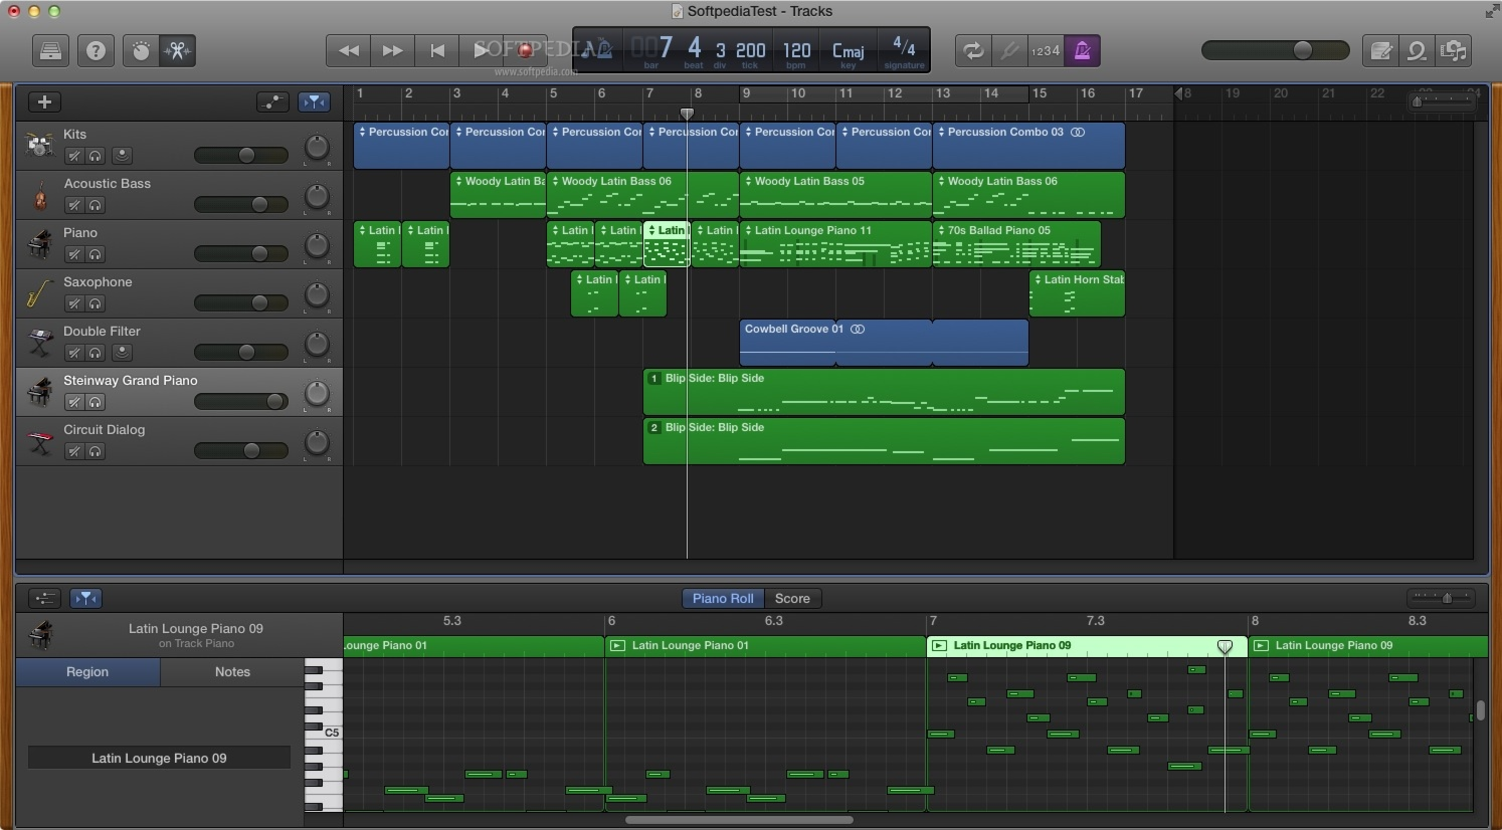 SoftpediaTest - Tracks
SOFTPEDIA
www.softpedia.com
?
007 4 3 200 120 Cmaj 4/4
bar beat div tick bpm key signature
1234
+
1 2 3 4 5 6 7 8 9 10 11 12 13 14 15 16 17 18 19 20 21 22 23 24
Kits
L R
Percussion Cor
Percussion Cor
Percussion Cor
Percussion Cor
Percussion Cor
Percussion Cor
Percussion Combo 03
Acoustic Bass
L R
Woody Latin Ba
Woody Latin Bass 06
Woody Latin Bass 05
Woody Latin Bass 06
Piano
L R
Latin l
Latin l
Latin l
Latin l
Latin l
Latin l
Latin Lounge Piano 11
70s Ballad Piano 05
Saxophone
L R
Latin l
Latin l
Latin Horn Stab
Double Filter
L R
Cowbell Groove 01
Steinway Grand Piano
L R
1 Blip Side: Blip Side
Circuit Dialog
L R
2 Blip Side: Blip Side
Piano Roll Score
Latin Lounge Piano 09
on Track Piano
5.3 6 6.3 7 7.3 8 8.3
ounge Piano 01
Latin Lounge Piano 01
Latin Lounge Piano 09
Latin Lounge Piano 09
Region Notes
C5
Latin Lounge Piano 09